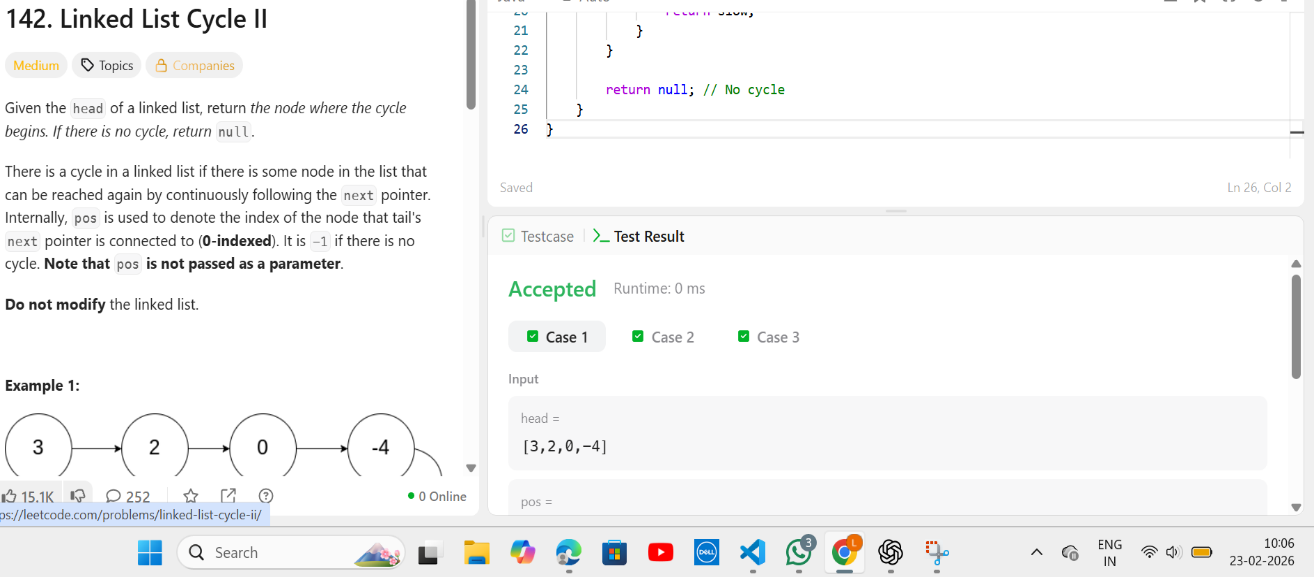 142. Linked List Cycle II
Medium
Topics
Companies
Given the head of a linked list, return the node where the cycle
begins. If there is no cycle, return null.
There is a cycle in a linked list if there is some node in the list that
can be reached again by continuously following the next pointer.
Internally, pos is used to denote the index of the node that tail's
next pointer is connected to (0-indexed). It is -1 if there is no
cycle. Note that pos is not passed as a parameter.
Do not modify the linked list.
Example 1:
3
2
0
-4
15.1K
252
0 Online
ps://leetcode.com/problems/linked-list-cycle-ii/
20 return slow;
21 }
22 }
23
24 return null; // No cycle
25 }
26 }
Saved
Ln 26, Col 2
Testcase
Test Result
Accepted
Runtime: 0 ms
Case 1
Case 2
Case 3
Input
head =
[3,2,0,-4]
pos =
Search
DELL
3
L
ENG
IN
10:06
23-02-2026